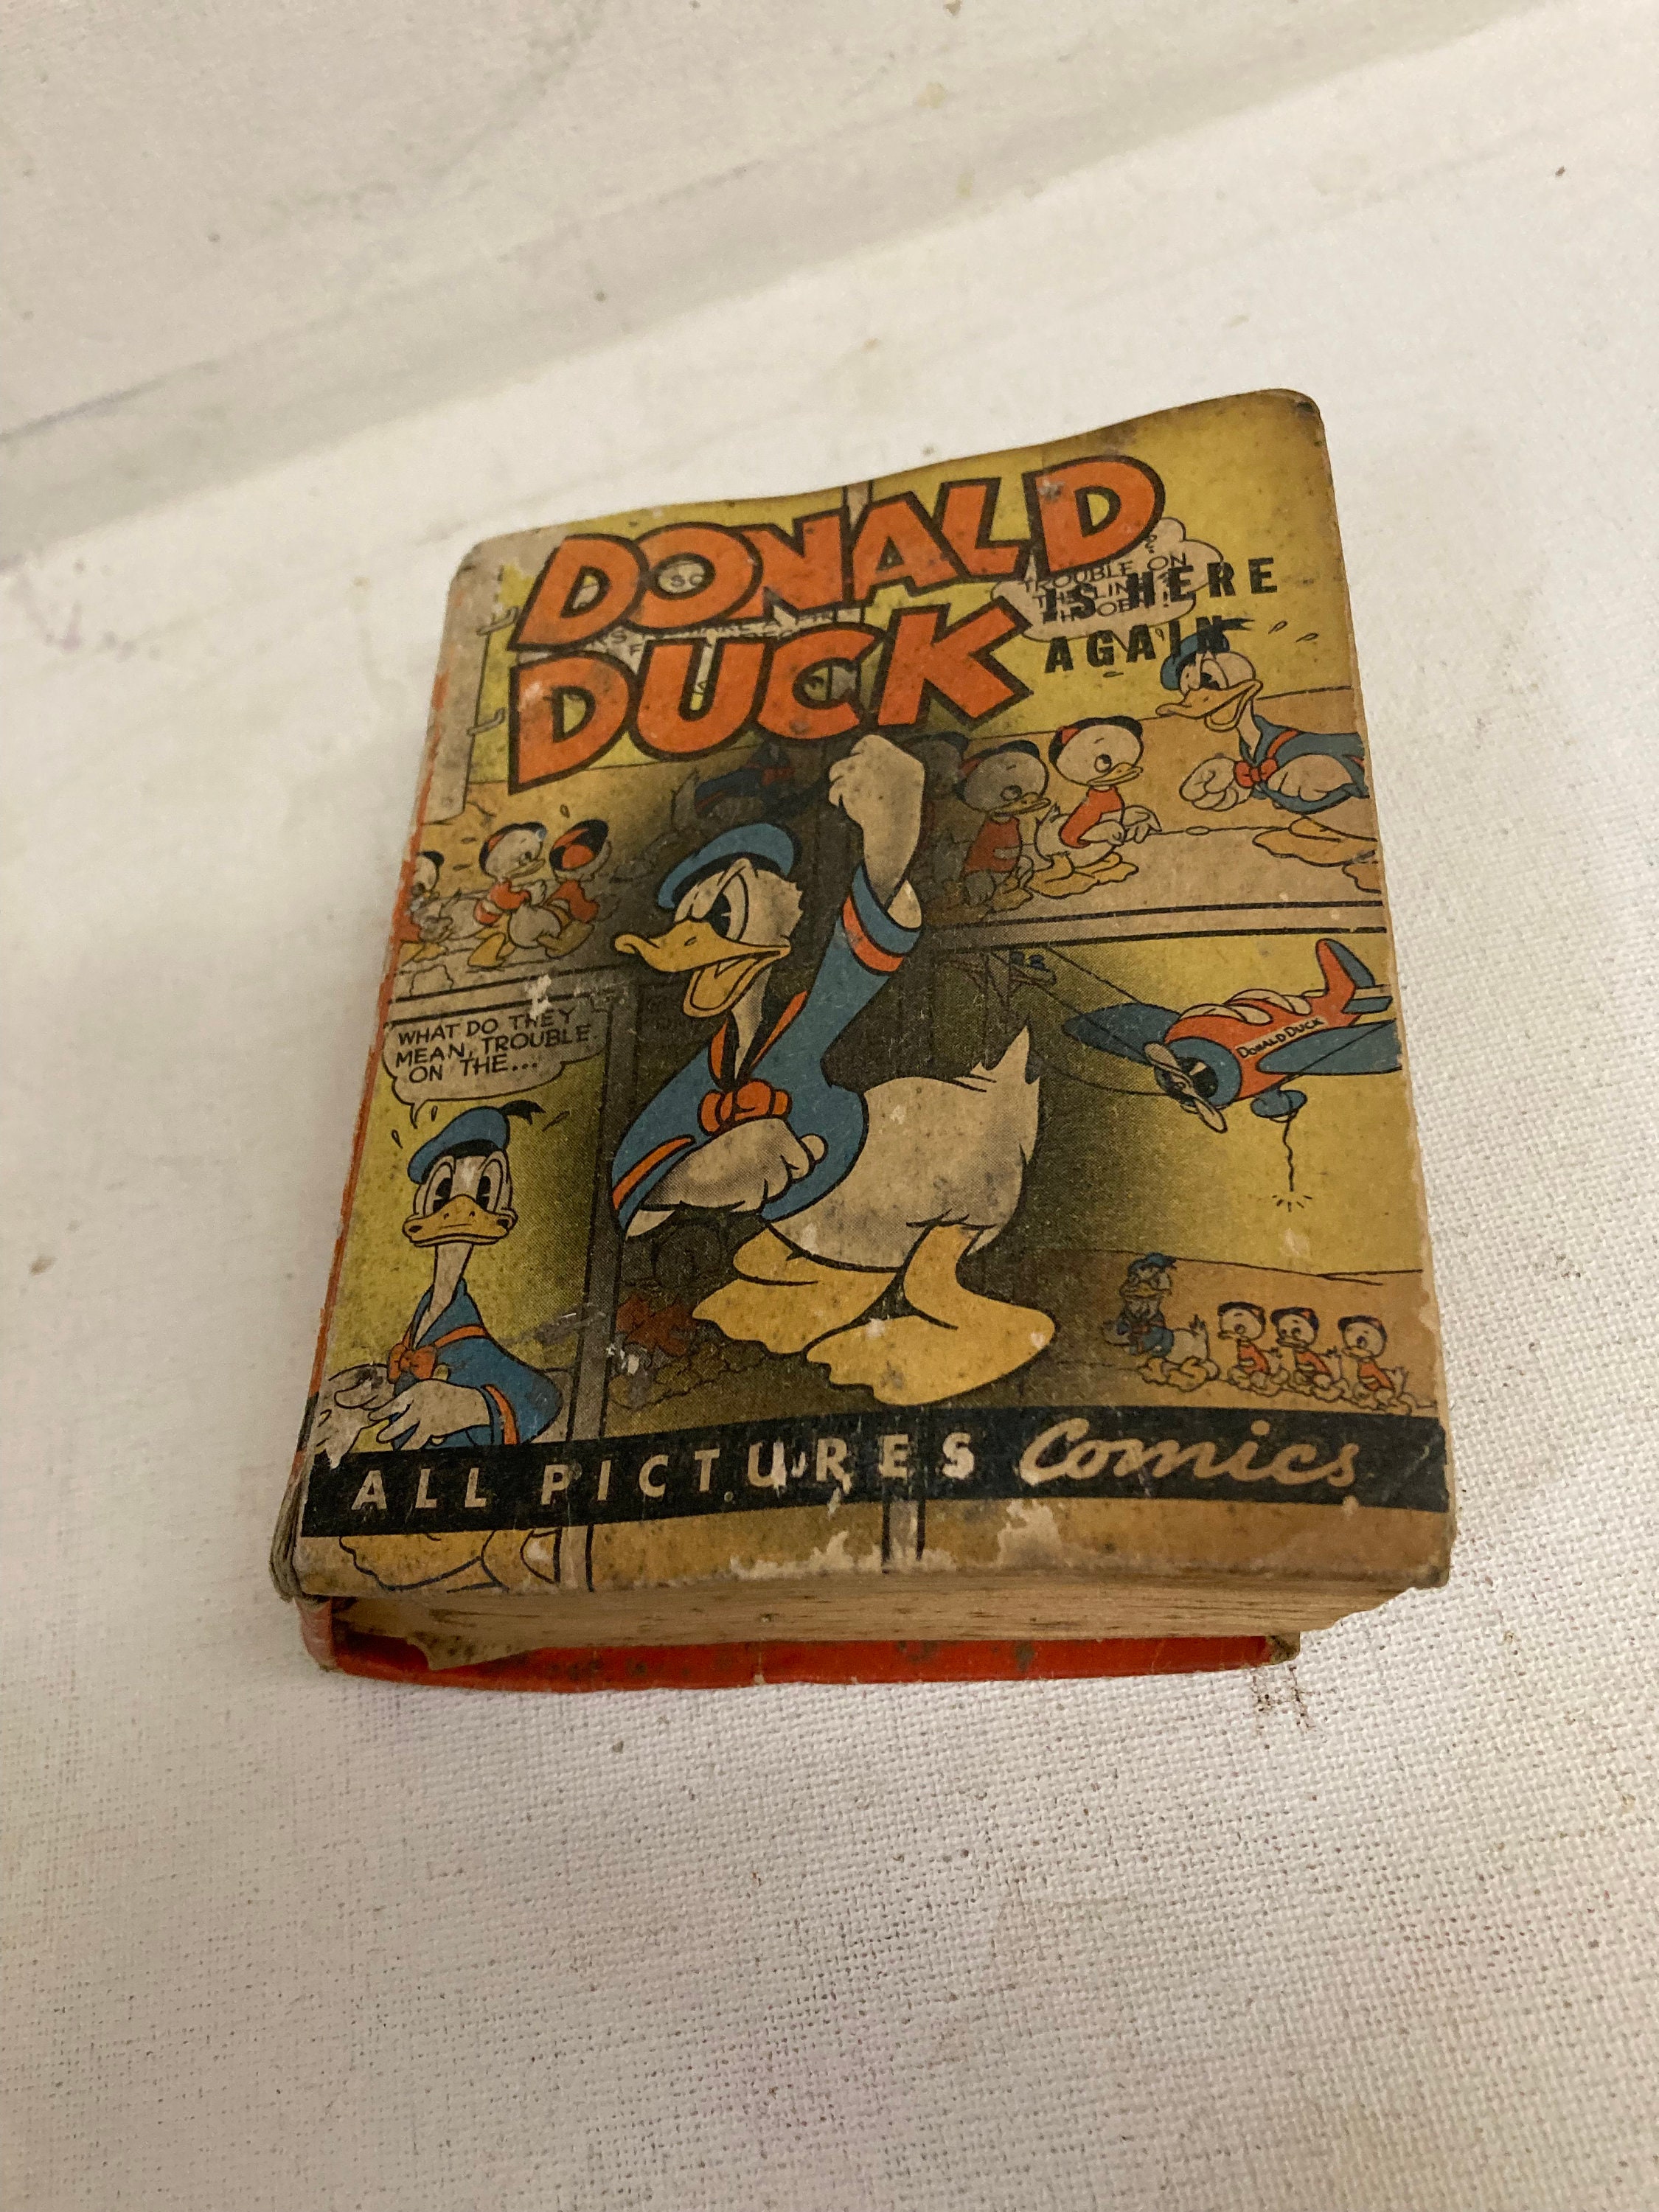 DONALD
DUCK
IS HERE
AGAIN
TROUBLE ON
WHAT DO THEY
MEAN, TROUBLE
ON THE...
DONALD DUCK
ALL PICTURES Comics